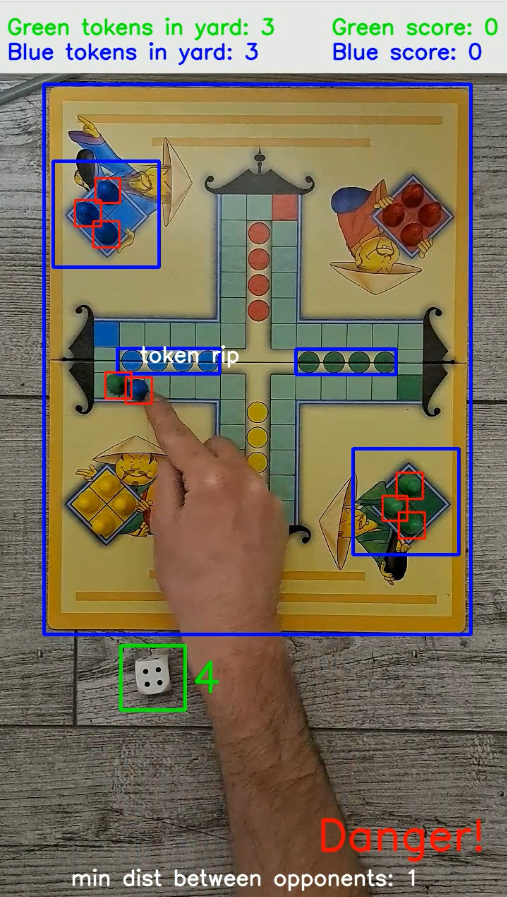 Green tokens in yard: 3 Green score: 0
Blue tokens in yard: 3 Blue score: 0
token rip
4
Danger!
min dist between opponents: 1